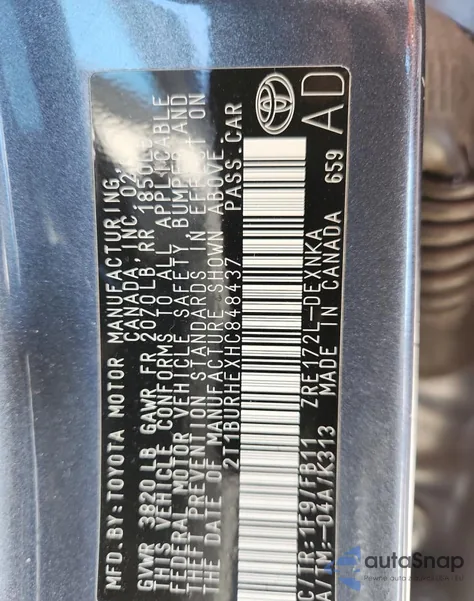 MFD.BY:TOYOTA MOTOR MANUFACTURING,
CANADA, INC 02
GVWR 3820LB GAWR FR 2070LB, RR 1850LB
THIS VEHICLE CONFORMS TO ALL APPLICABLE
FEDERAL MOTOR VEHICLE SAFETY, BUMPER AND
THEFT PREVENTION STANDARDS IN EFFECT ON
THE DATE OF MANUFACTURE SHOWN ABOVE.
2T1BURHEXHC848437 PASS.CAR
C/TR:1F9/FB11 ZRE172L-DEXNKA
A/TM:-04A/K313 MADE IN CANADA 659
AD
autoSnap